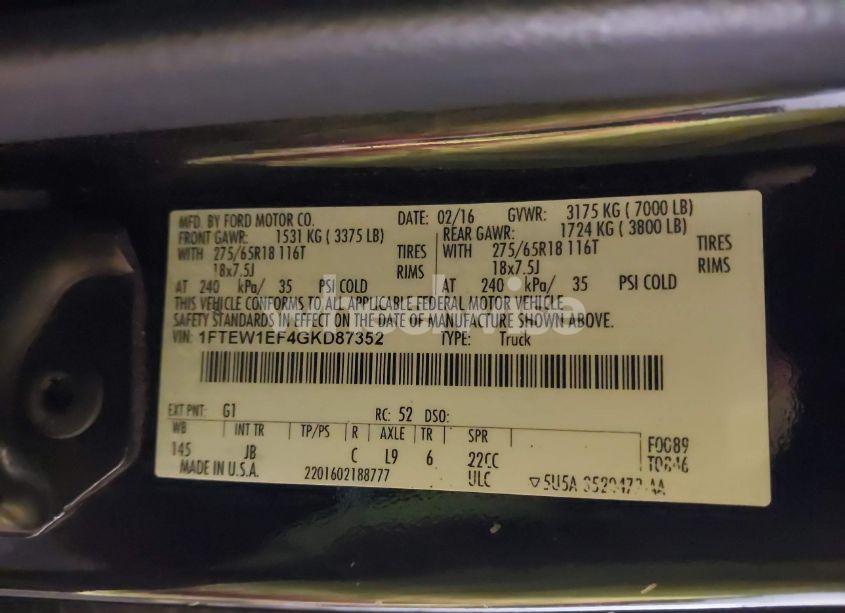 MFD. BY FORD MOTOR CO. DATE: 02/16 GVWR: 3175 KG ( 7000 LB)
FRONT GAWR: 1531 KG ( 3375 LB) REAR GAWR: 1724 KG ( 3800 LB)
WITH 275/65R18 116T TIRES WITH 275/65R18 116T TIRES
18x7.5J RIMS 18x7.5J RIMS
AT 240 kPa/ 35 PSI COLD AT 240 kPa/ 35 PSI COLD
THIS VEHICLE CONFORMS TO ALL APPLICABLE FEDERAL MOTOR VEHICLE
SAFETY STANDARDS IN EFFECT ON THE DATE OF MANUFACTURE SHOWN ABOVE.
VIN: 1FTEW1EF4GKD87352 TYPE: Truck
EXT PNT: G1 RC: 52 DSO:
WB INT TR TP/PS R AXLE TR SPR
145 JB C L9 6 22CC
ULC
F0089
T0846
MADE IN U.S.A. 2201602188777